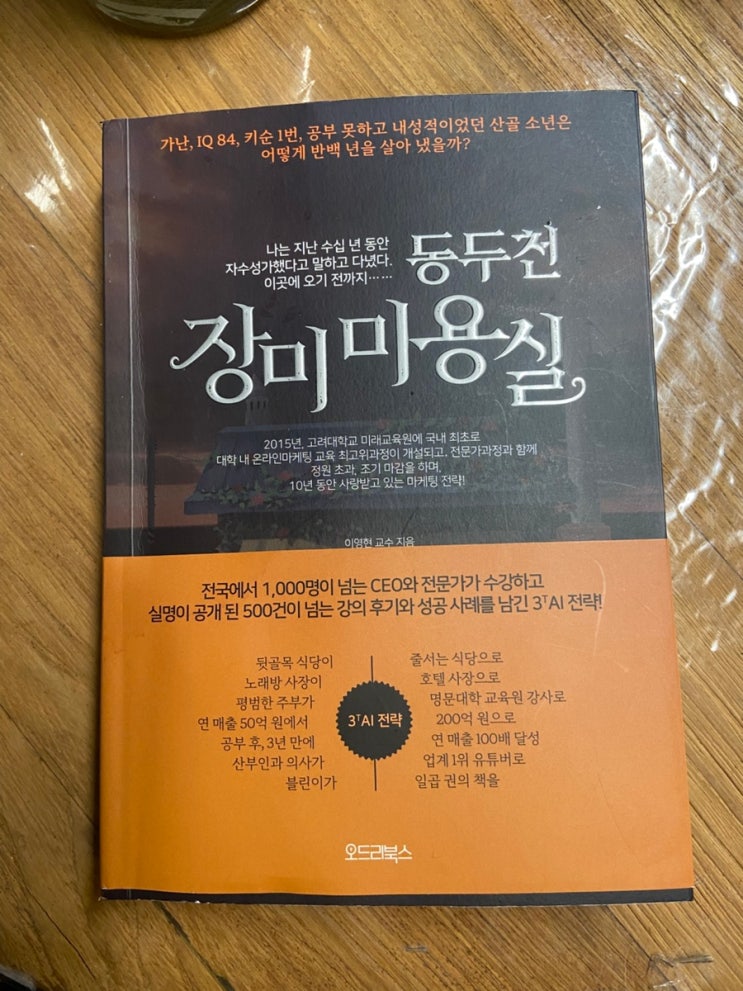 가난, IQ 84, 키순 1번, 공부 못하고 내성적이었던 산골 소년은
어떻게 반백 년을 살아 냈을까?
나는 지난 수십 년 동안
자수성가했다고 말하고 다녔다.
이곳에 오기 전까지……
동두천
장미 미용실
2015년, 고려대학교 미래교육원에 국내 최초로
대학 내 온라인마케팅 교육 최고위과정이 개설되고, 전문가과정과 함께
정원 초과, 조기 마감을 하며,
10년 동안 사랑받고 있는 마케팅 전략!
이영현 교수 지음
전국에서 1,000명이 넘는 CEO와 전문가가 수강하고
실명이 공개 된 500건이 넘는 강의 후기와 성공 사례를 남긴 3ᵀAI 전략!
뒷골목 식당이 줄서는 식당으로
노래방 사장이 호텔 사장으로
평범한 주부가 명문대학 교육원 강사로
연 매출 50억 원에서 200억 원으로
3ᵀAI 전략
공부 후, 3년 만에 연 매출 100배 달성
산부인과 의사가 업계 1위 유튜버로
블린이가 일곱 권의 책을
오드리북스